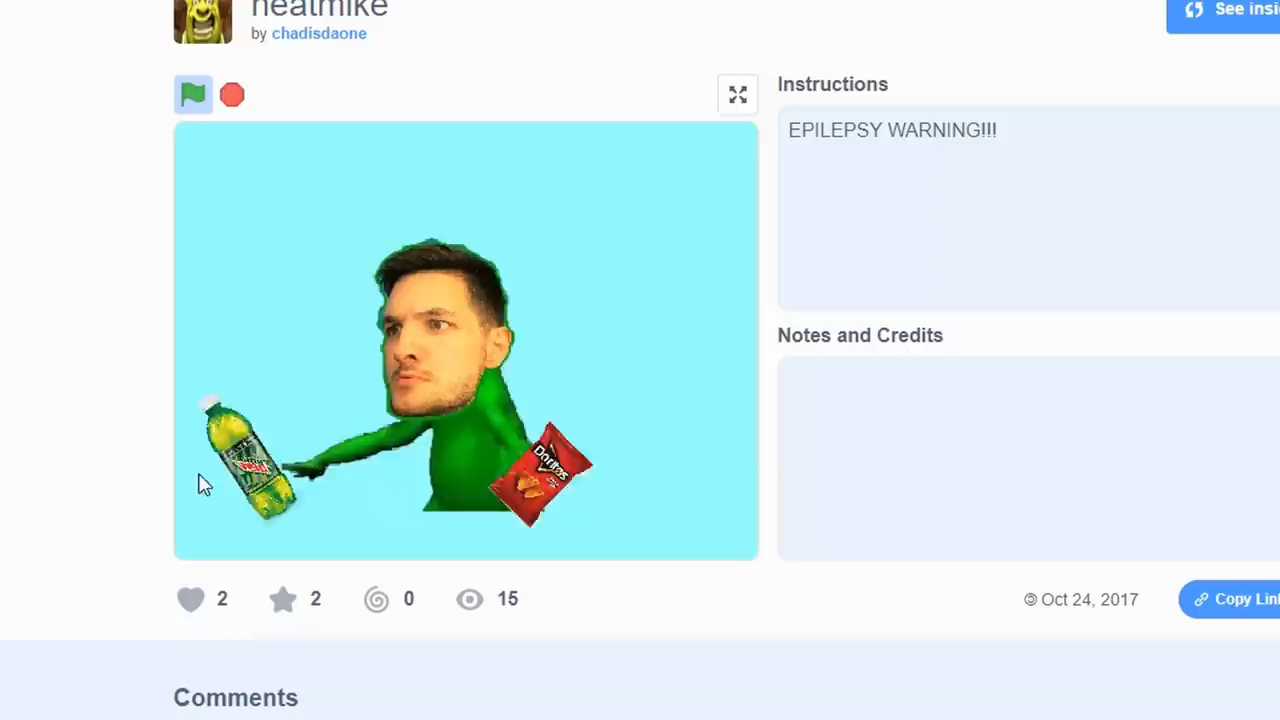 neatmike
See insi
by chadisdaone
Instructions
EPILEPSY WARNING!!!
Notes and Credits
Doritos
2
2
0
15
Oct 24, 2017
Copy Lin
Comments